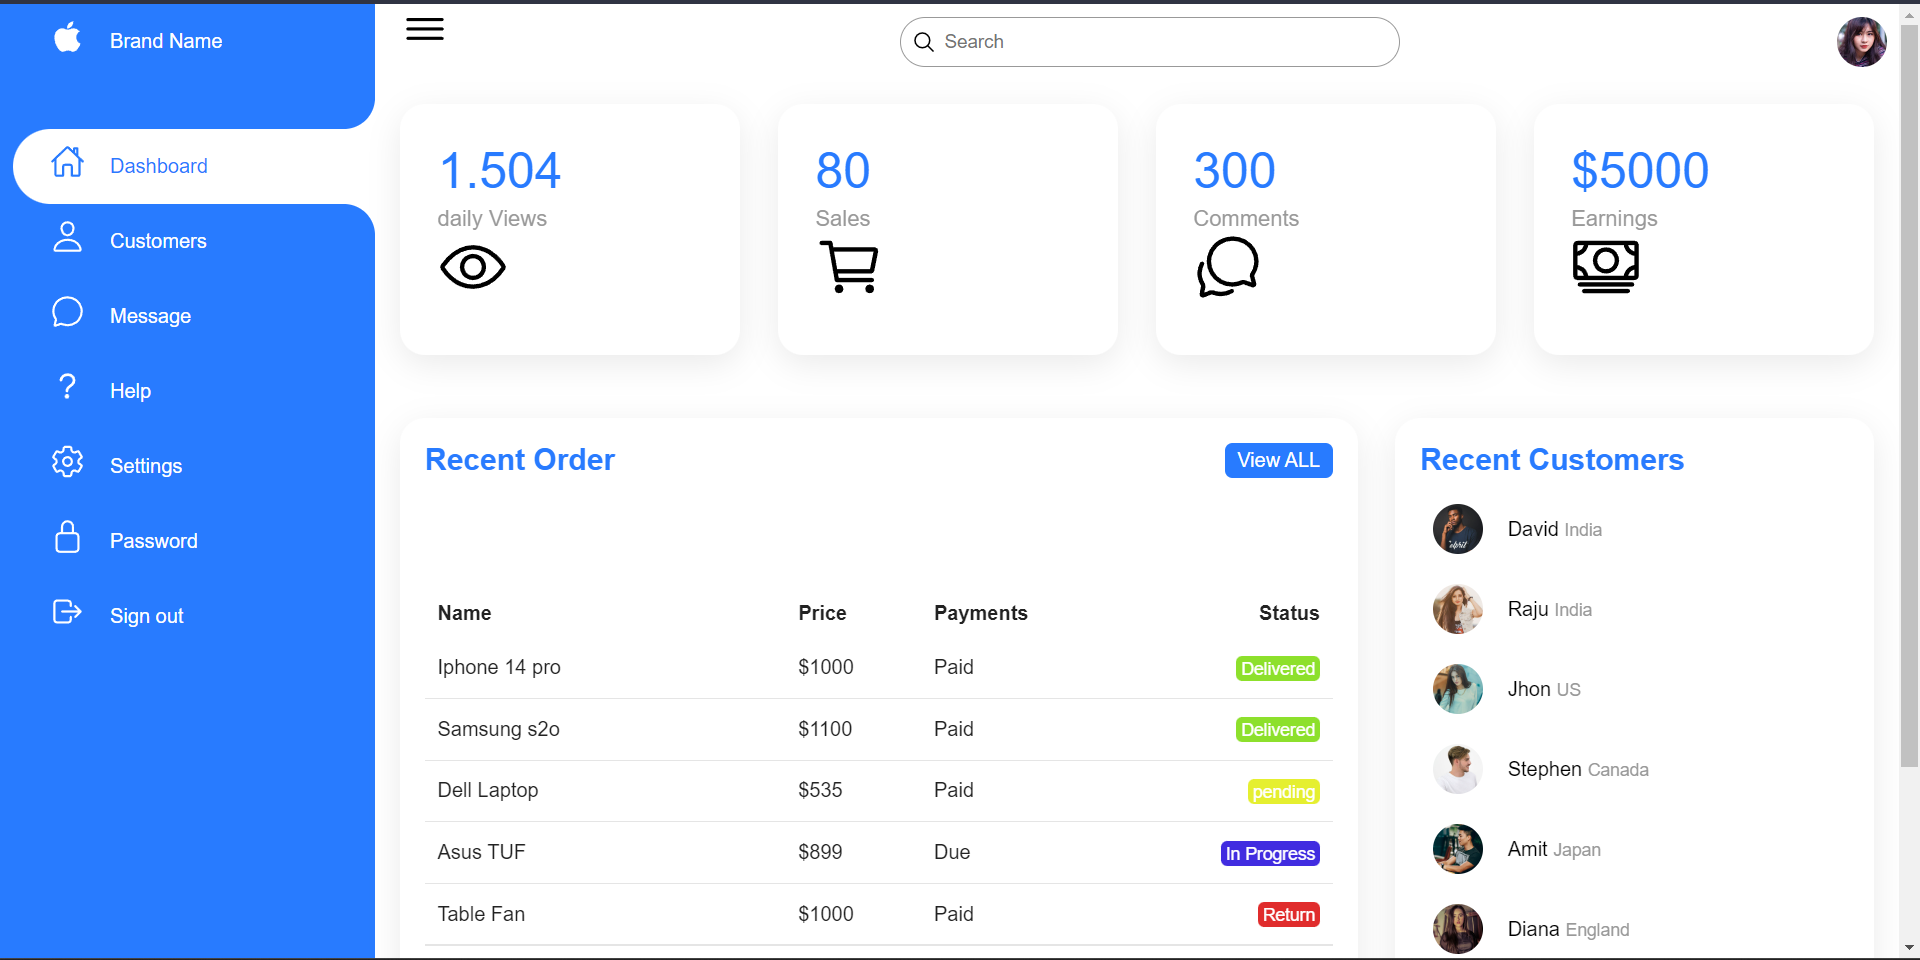 Brand Name
Dashboard
Customers
Message
Help
Settings
Password
Sign out
Search
1.504
daily Views
80
Sales
300
Comments
$5000
Earnings
Recent Order
View ALL
Name Price Payments Status
Iphone 14 pro $1000 Paid Delivered
Samsung s2o $1100 Paid Delivered
Dell Laptop $535 Paid pending
Asus TUF $899 Due In Progress
Table Fan $1000 Paid Return
Recent Customers
David India
Raju India
Jhon US
Stephen Canada
Amit Japan
Diana England